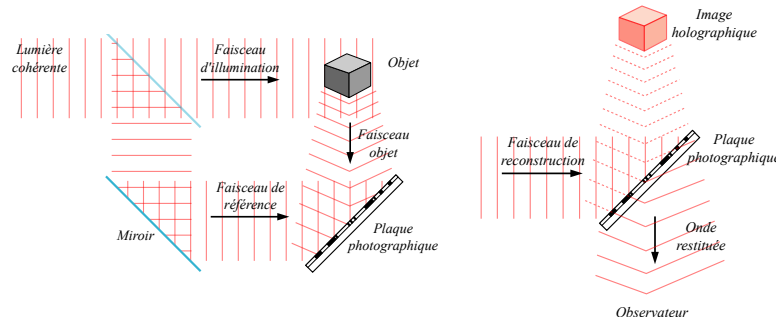 Lumière
cohérente
Faisceau
d'illumination
Objet
Faisceau
objet
Faisceau de
référence
Miroir
Plaque
photographique
Image
holographique
Faisceau de
reconstruction
Plaque
photographique
Onde
restituée
Observateur